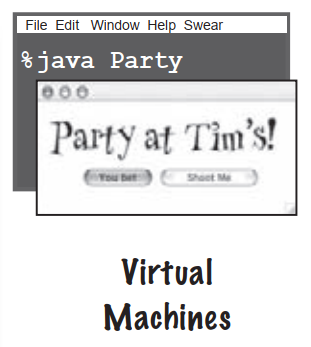 File Edit Window Help Swear
%java Party
Party at Tim's!
You bet Shoot Me
Virtual
Machines